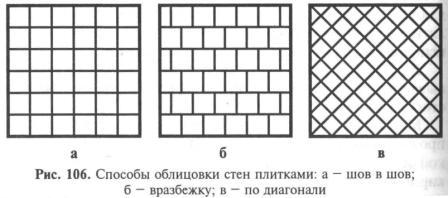 а б в
Рис. 106. Способы облицовки стен плитками: а – шов в шов;
б – вразбежку; в – по диагонали